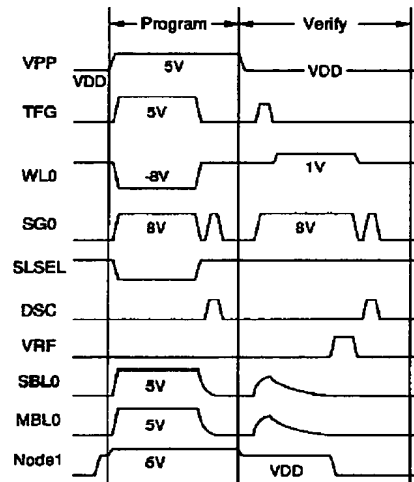 Program Verify
VPP 5V VDD
VDD
TFG 5V
WL0 -8V 1V
SG0 8V 8V
SLSEL
DSC
VRF
SBL0 5V
MBL0 5V
Node1 5V VDD